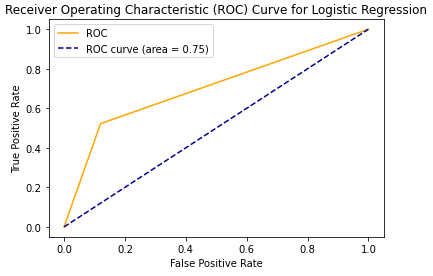 Receiver Operating Characteristic (ROC) Curve for Logistic Regression
ROC
ROC curve (area = 0.75)
True Positive Rate
1.0
0.8
0.6
0.4
0.2
0.0
0.0 0.2 0.4 0.6 0.8 1.0
False Positive Rate